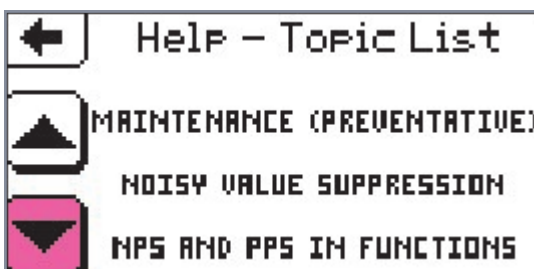 Help - Topic List
MAINTENANCE (PREVENTATIVE)
NOISY VALUE SUPPRESSION
NPS AND PPS IN FUNCTIONS